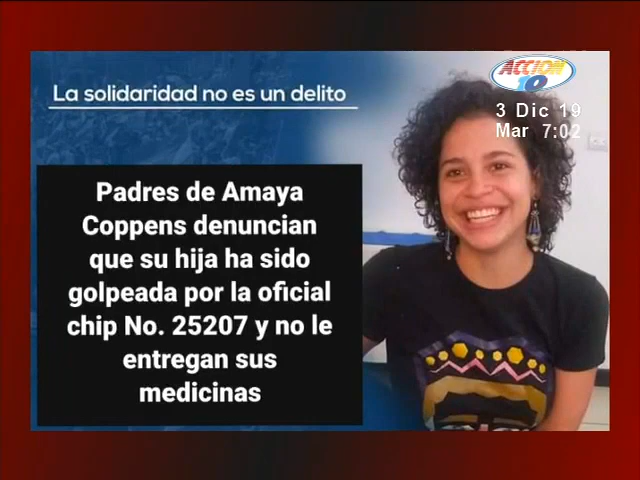 ACCION
10
3 Dic 19
Mar 7:02
La solidaridad no es un delito
Padres de Amaya
Coppens denuncian
que su hija ha sido
golpeada por la oficial
chip No. 25207 y no le
entregan sus
medicinas